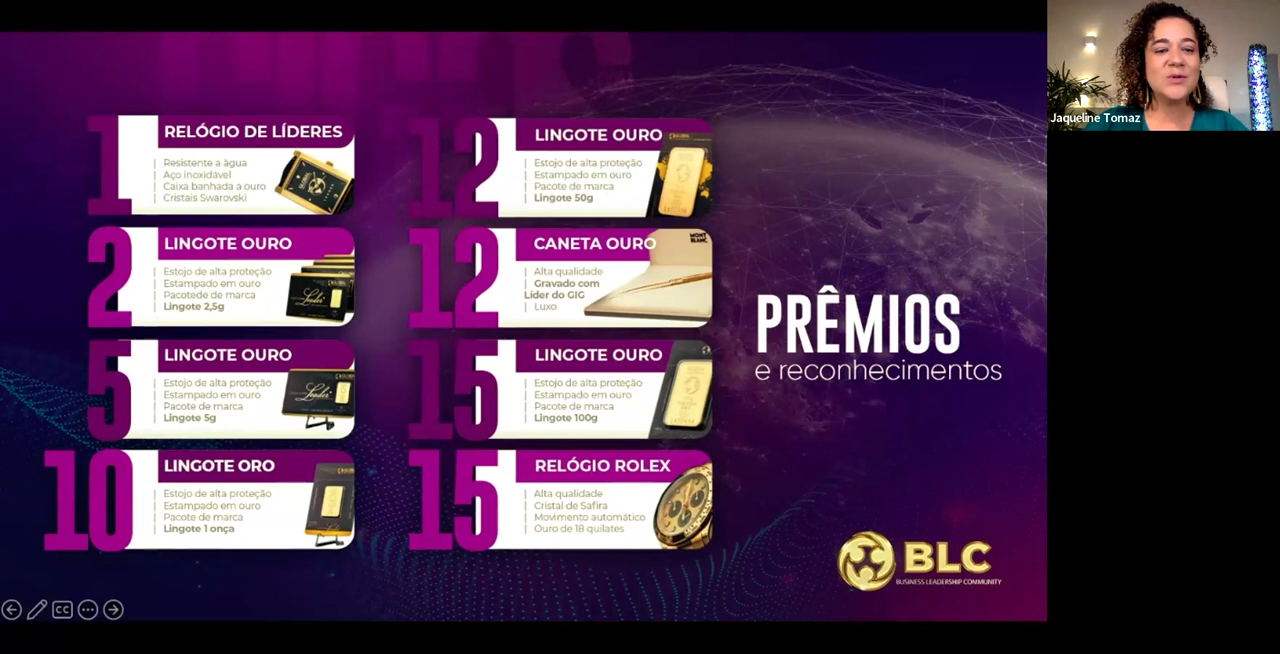 1
RELÓGIO DE LÍDERES
Resistente a àgua
Aço inoxidável
Caixa banhada a ouro
Cristais Swarovski
2
LINGOTE OURO
Estojo de alta proteção
Estampado em ouro
Pacotede de marca
Lingote 2,5g
Leader
5
LINGOTE OURO
Estojo de alta proteção
Estampado em ouro
Pacote de marca
Lingote 5g
Leader
10
LINGOTE ORO
Estojo de alta proteção
Estampado em ouro
Pacote de marca
Lingote 1 onça
12
LINGOTE OURO
Estojo de alta proteção
Estampado em ouro
Pacote de marca
Lingote 50g
12
CANETA OURO
MONT
BLANC
Alta qualidade
Gravado com
Líder do GIG
Luxo
15
LINGOTE OURO
Estojo de alta proteção
Estampado em ouro
Pacote de marca
Lingote 100g
15
RELÓGIO ROLEX
Alta qualidade
Cristal de Safira
Movimento automático
Ouro de 18 quilates
PRÊMIOS
e reconhecimentos
BLC
BUSINESS LEADERSHIP COMMUNITY
CC
Jaqueline Tomaz